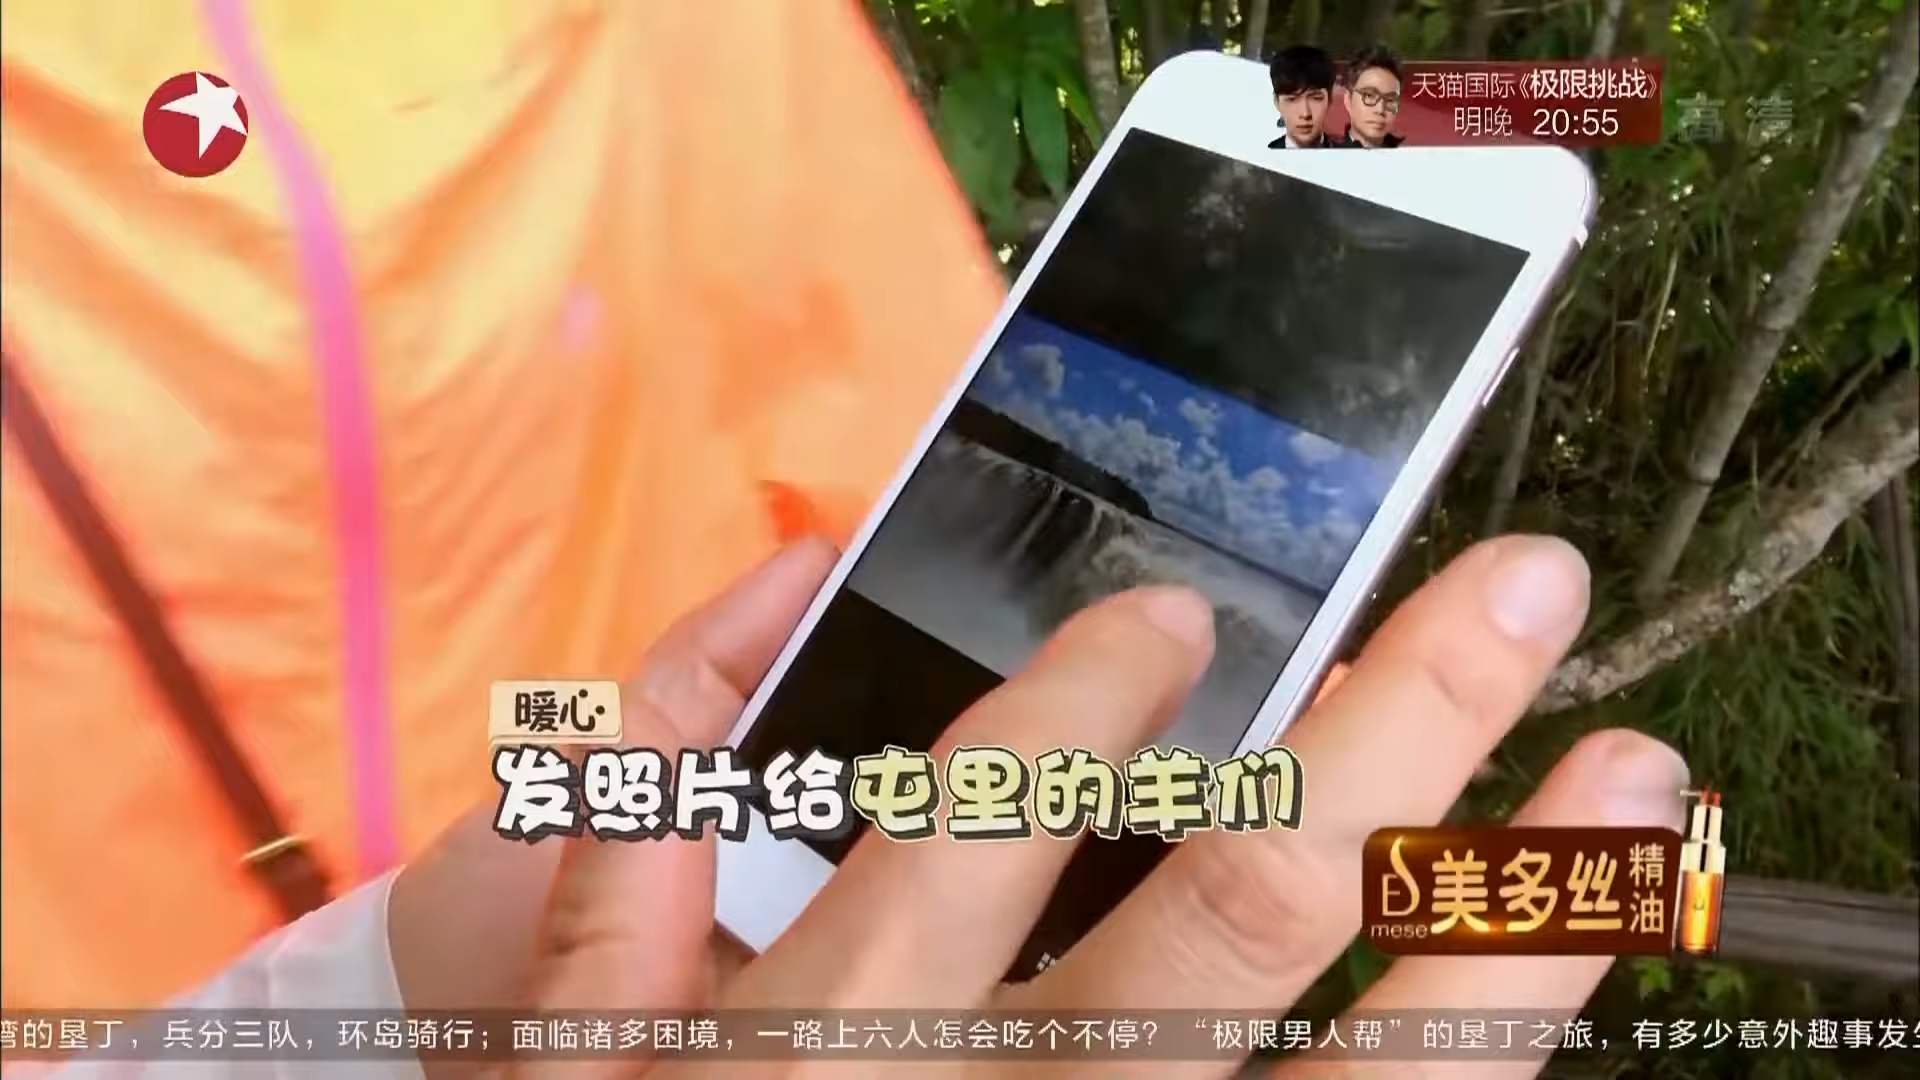 天猫国际《极限挑战》
明晚 20:55
高清
暖心
发照片给屯里的羊们
美多丝
精油
mese
湾的垦丁，兵分三队，环岛骑行；面临诸多困境，一路上六人怎会吃个不停？“极限男人帮”的垦丁之旅，有多少意外趣事发生